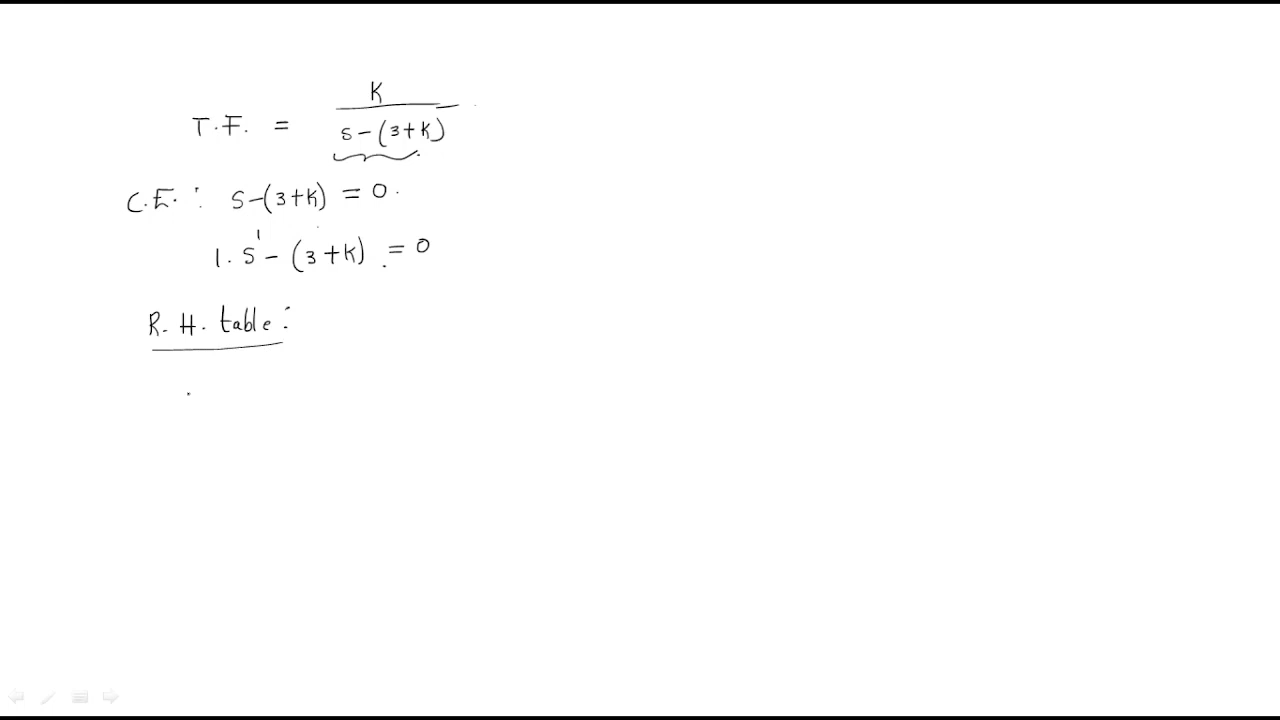 K
T.F. = s-(3+K)
C.E. : s-(3+K) = 0.
1. s¹ - (3+K) = 0
R. H. table: